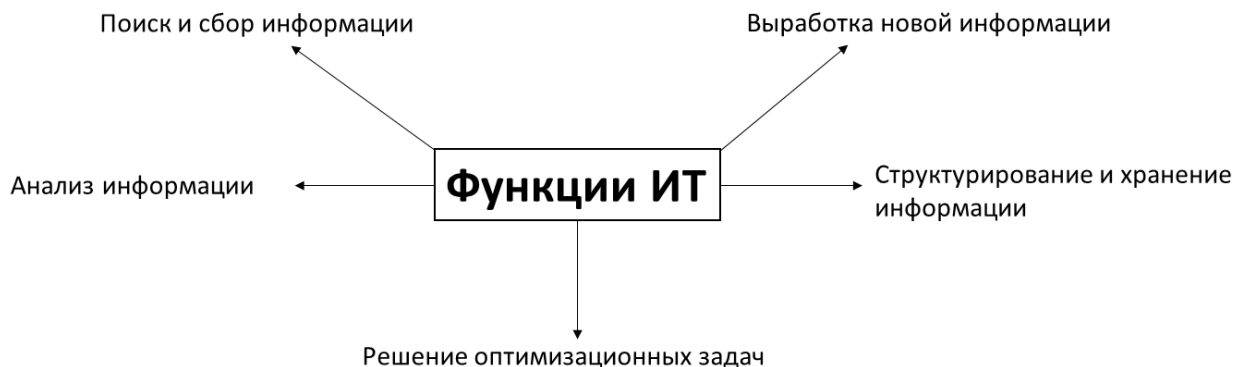 Поиск и сбор информации
Выработка новой информации
Функции ИТ
Анализ информации
Структурирование и хранение
информации
Решение оптимизационных задач